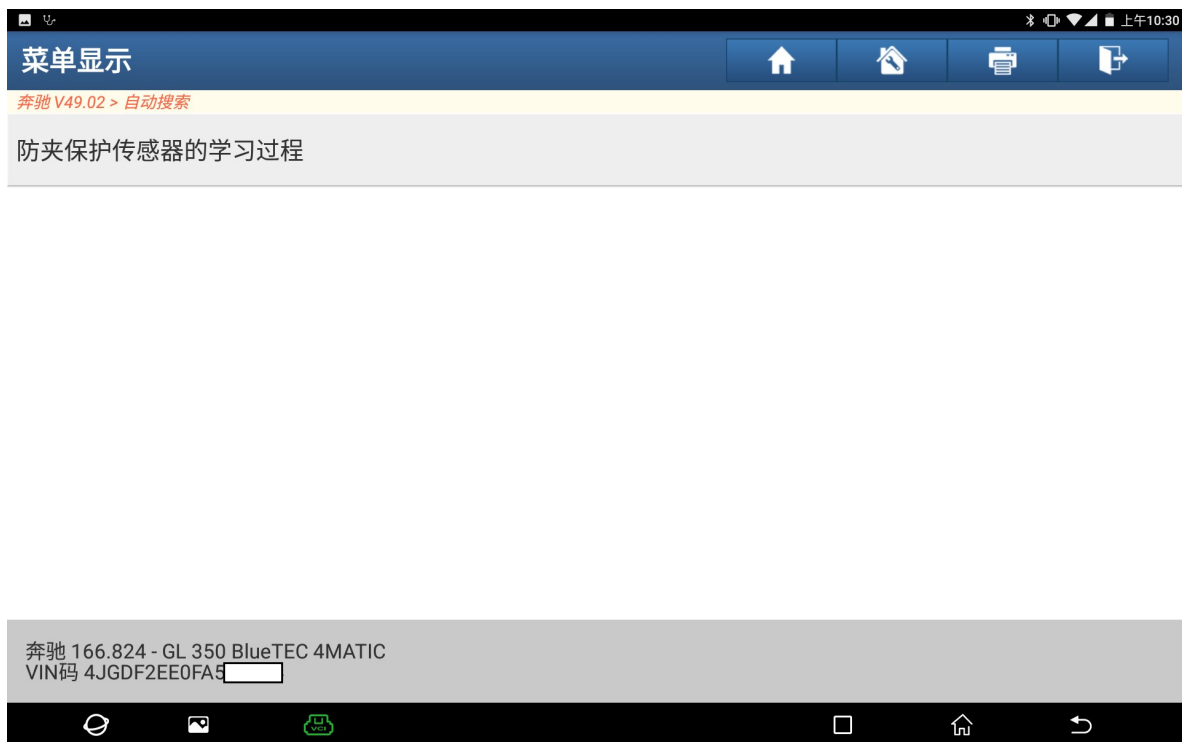 上午10:30
菜单显示
奔驰 V49.02 > 自动搜索
防夹保护传感器的学习过程
奔驰 166.824 - GL 350 BlueTEC 4MATIC
VIN码 4JGDF2EE0FA5
VCI